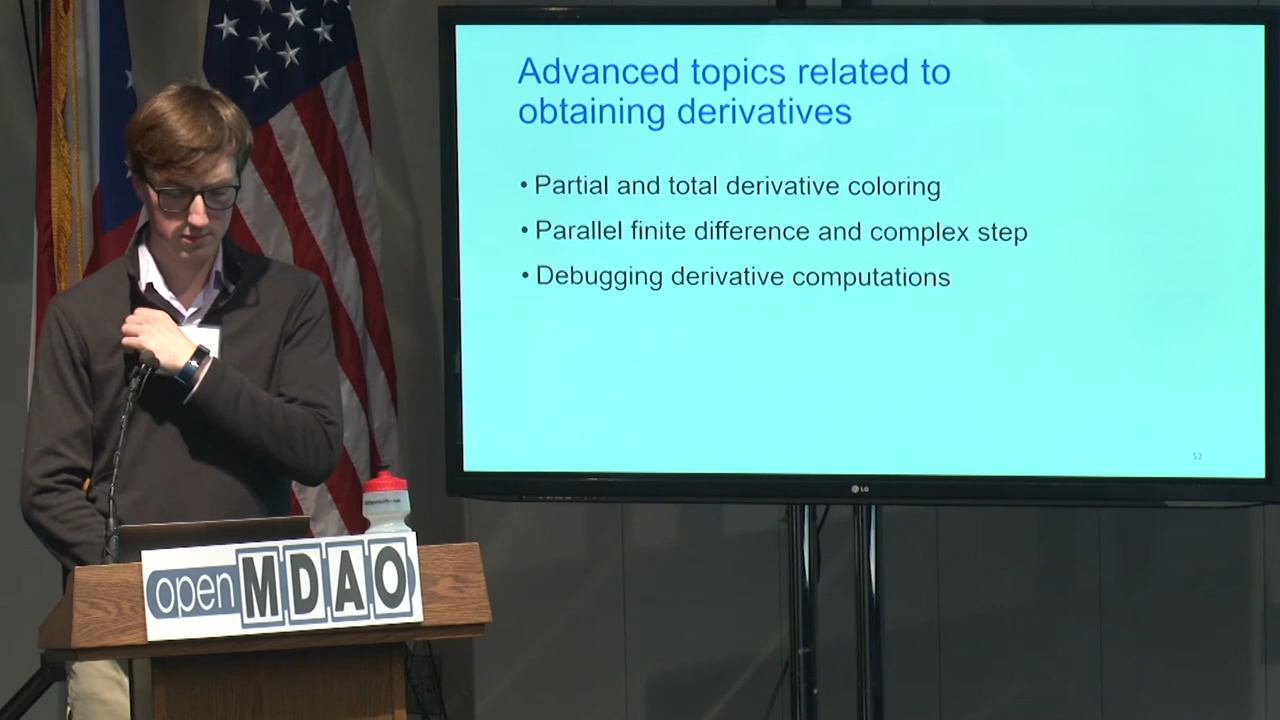 Advanced topics related to
obtaining derivatives
• Partial and total derivative coloring
• Parallel finite difference and complex step
• Debugging derivative computations
52
LG
openMDAO